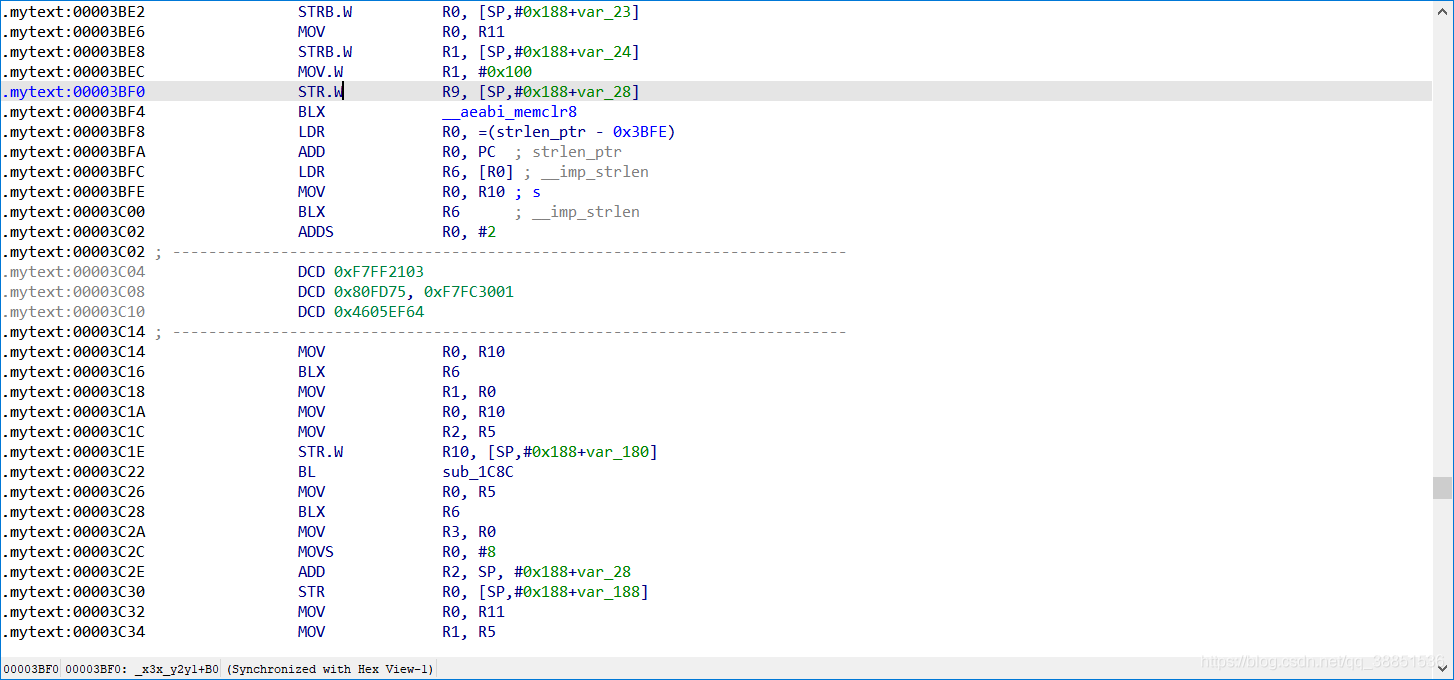 .mytext:00003BE2 STRB.W R0, [SP,#0x188+var_23]
.mytext:00003BE6 MOV R0, R11
.mytext:00003BE8 STRB.W R1, [SP,#0x188+var_24]
.mytext:00003BEC MOV.W R1, #0x100
.mytext:00003BF0 STR.W R9, [SP,#0x188+var_28]
.mytext:00003BF4 BLX __aeabi_memclr8
.mytext:00003BF8 LDR R0, =(strlen_ptr - 0x3BFE)
.mytext:00003BFA ADD R0, PC ; strlen_ptr
.mytext:00003BFC LDR R6, [R0] ; __imp_strlen
.mytext:00003BFE MOV R0, R10 ; s
.mytext:00003C00 BLX R6 ; __imp_strlen
.mytext:00003C02 ADDS R0, #2
.mytext:00003C02 ; ---------------------------------------------------------------------------
.mytext:00003C04 DCD 0xF7FF2103
.mytext:00003C08 DCD 0x80FD75, 0xF7FC3001
.mytext:00003C10 DCD 0x4605EF64
.mytext:00003C14 ; ---------------------------------------------------------------------------
.mytext:00003C14 MOV R0, R10
.mytext:00003C16 BLX R6
.mytext:00003C18 MOV R1, R0
.mytext:00003C1A MOV R0, R10
.mytext:00003C1C MOV R2, R5
.mytext:00003C1E STR.W R10, [SP,#0x188+var_180]
.mytext:00003C22 BL sub_1C8C
.mytext:00003C26 MOV R0, R5
.mytext:00003C28 BLX R6
.mytext:00003C2A MOV R3, R0
.mytext:00003C2C MOVS R0, #8
.mytext:00003C2E ADD R2, SP, #0x188+var_28
.mytext:00003C30 STR R0, [SP,#0x188+var_188]
.mytext:00003C32 MOV R0, R11
.mytext:00003C34 MOV R1, R5
00003BF0 00003BF0: _x3x_y2yl+B0 (Synchronized with Hex View-1)